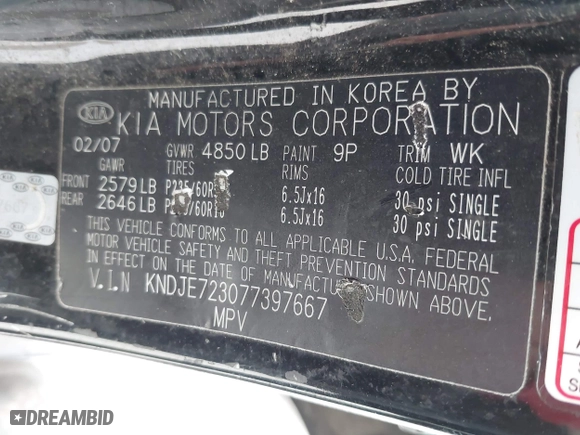 MANUFACTURED IN KOREA BY
KIA KIA MOTORS CORPORATION
02/07 GVWR 4850 LB PAINT 9P TRIM WK
GAWR TIRES RIMS COLD TIRE INFL
FRONT 2579 LB P235/60R16 6.5Jx16 30 psi SINGLE
REAR 2646 LB 6.5Jx16 30 psi SINGLE
THIS VEHICLE CONFORMS TO ALL APPLICABLE U.S.A. FEDERAL
MOTOR VEHICLE SAFETY AND THEFT PREVENTION STANDARDS
IN EFFECT ON THE DATE OF MANUFACTURE SHOWN ABOVE.
V.I.N KNDJE723077397667
MPV
DREAMBID